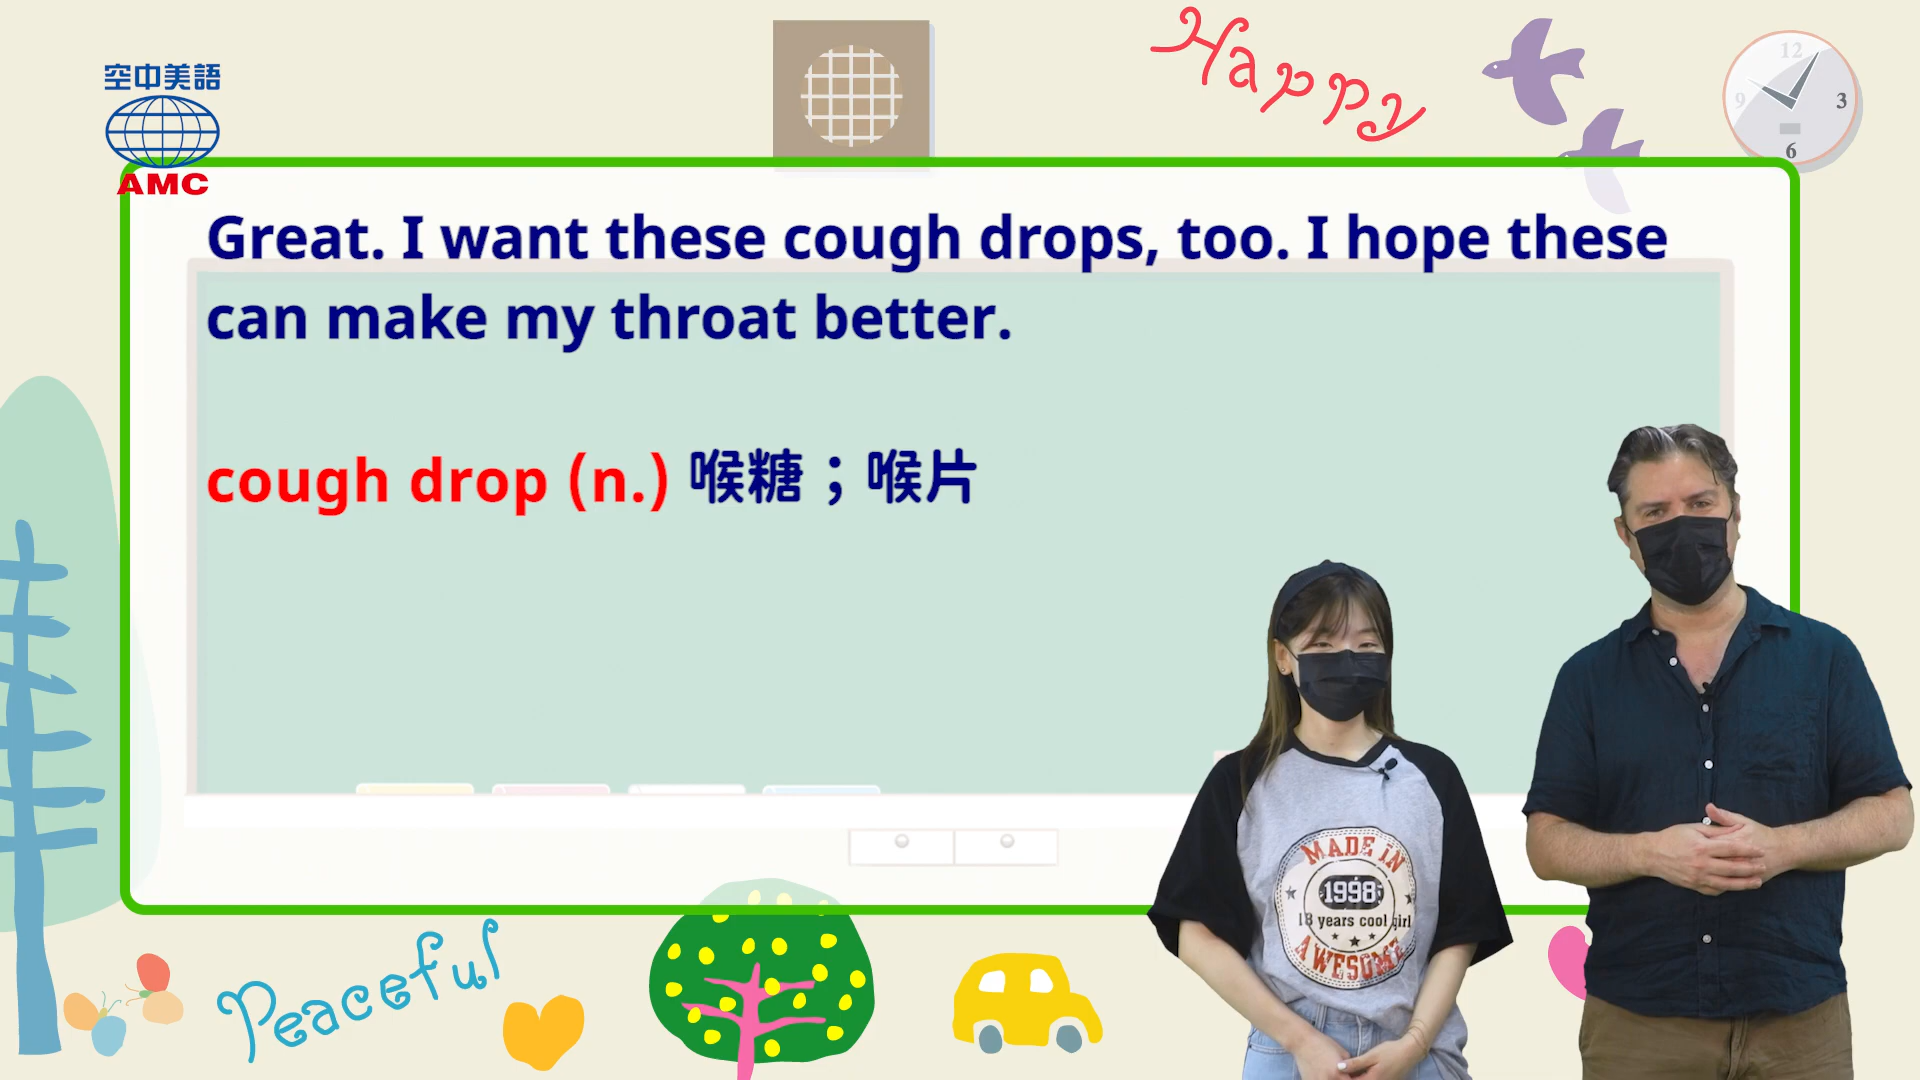 空中美語
AMC
Happy
12
9
3
6
Great. I want these cough drops, too. I hope these
can make my throat better.
cough drop (n.) 喉糖；喉片
MADE IN
1998
18 years cool girl
AWESOME
Peaceful